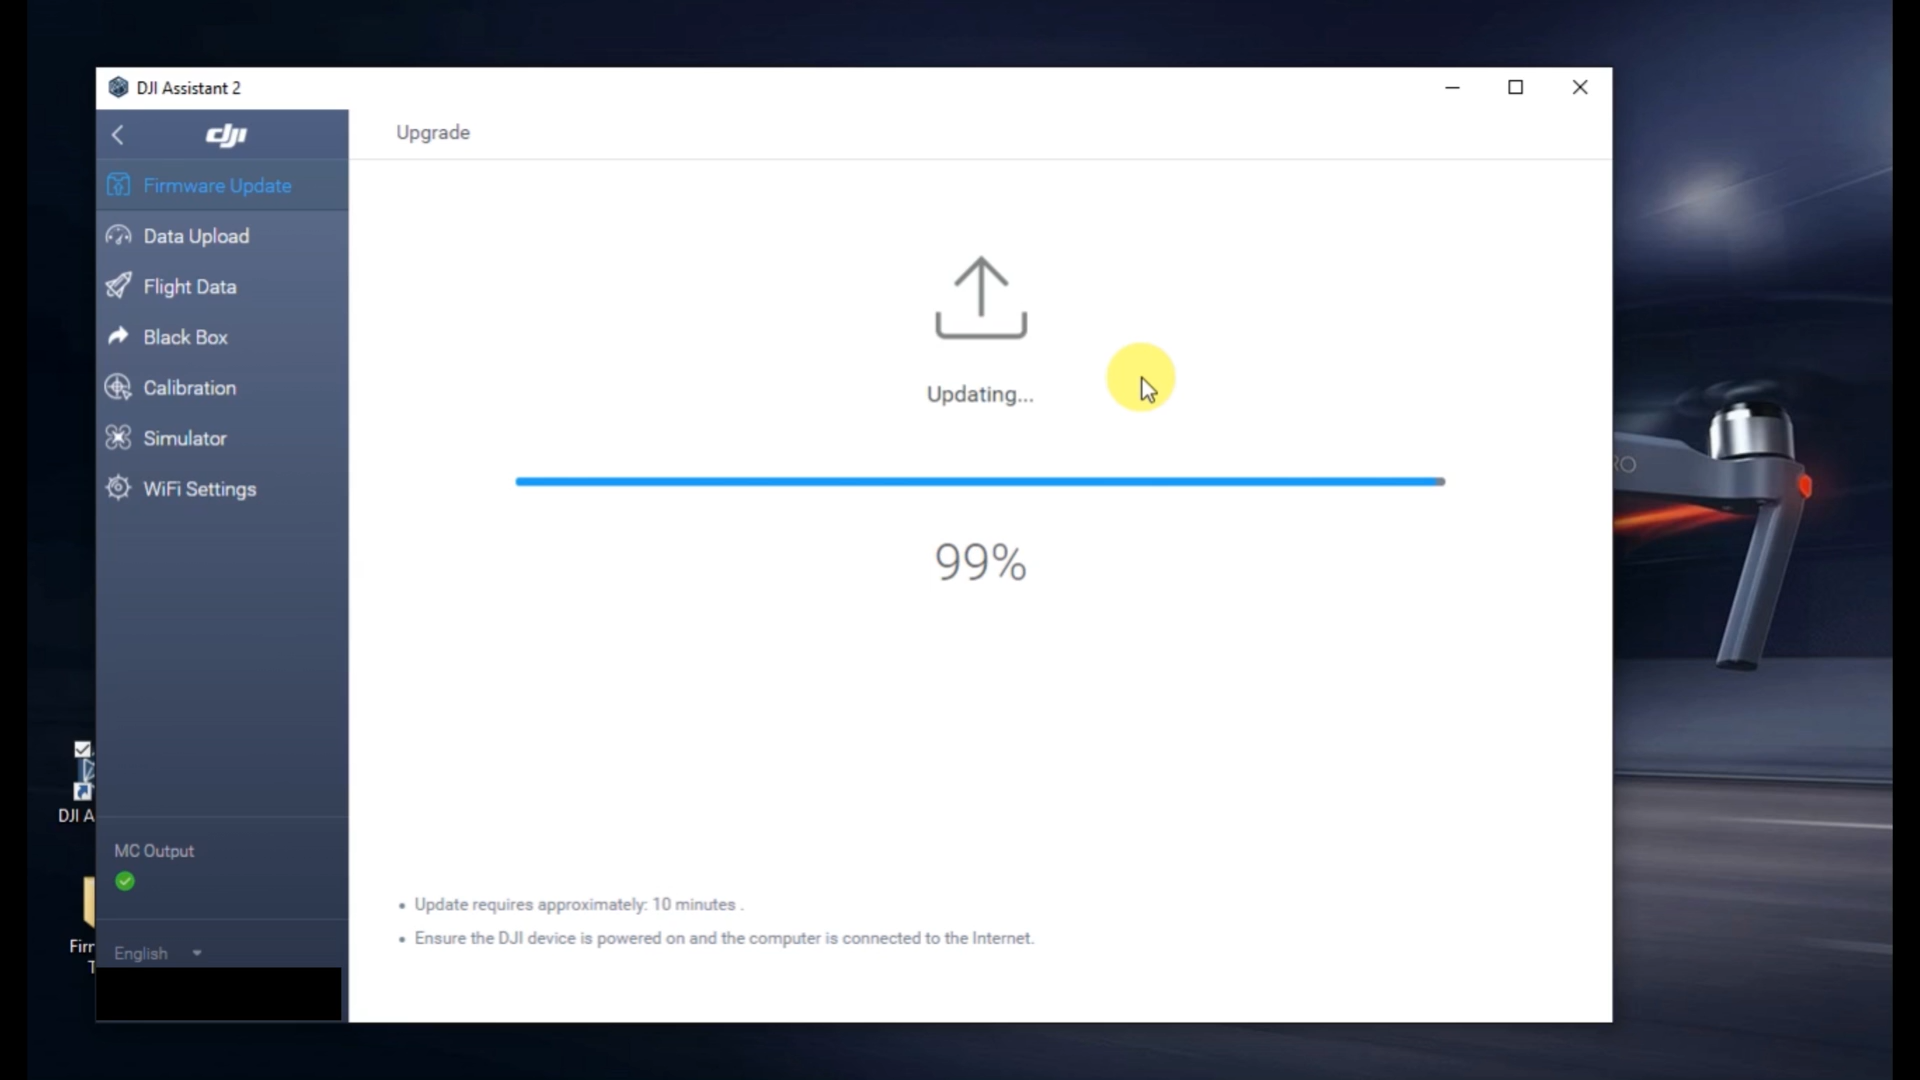 DJI Assistant 2
dji
Upgrade
Firmware Update
Data Upload
Flight Data
Black Box
Calibration
Simulator
WiFi Settings
Updating...
99%
RO
DJI A
MC Output
Firm
T
English
• Update requires approximately: 10 minutes .
• Ensure the DJI device is powered on and the computer is connected to the Internet.